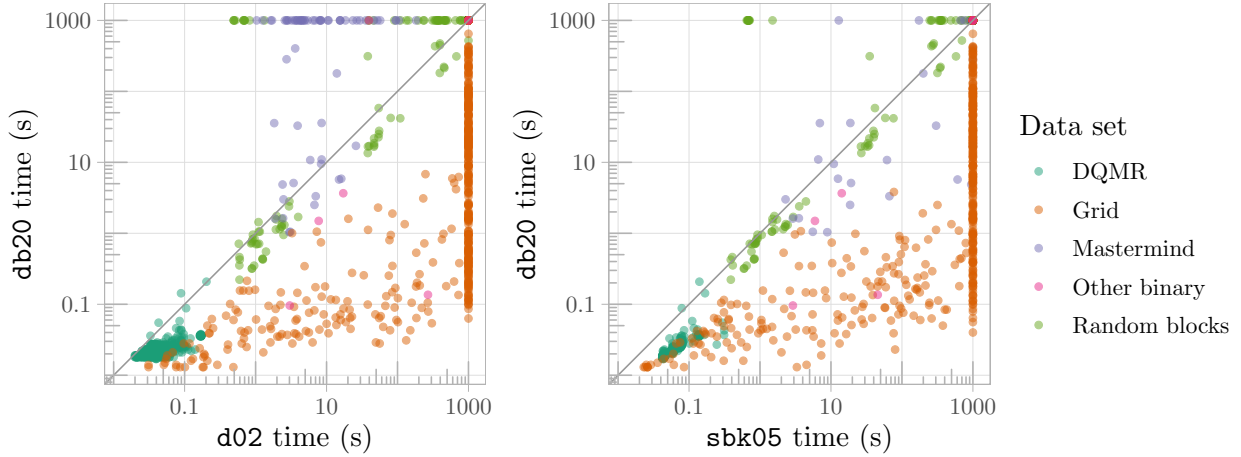 1000
10
0.1
db20 time (s)
0.1
10
1000
d02 time (s)
1000
10
0.1
db20 time (s)
0.1
10
1000
sbk05 time (s)
Data set
DQMR
Grid
Mastermind
Other binary
Random blocks